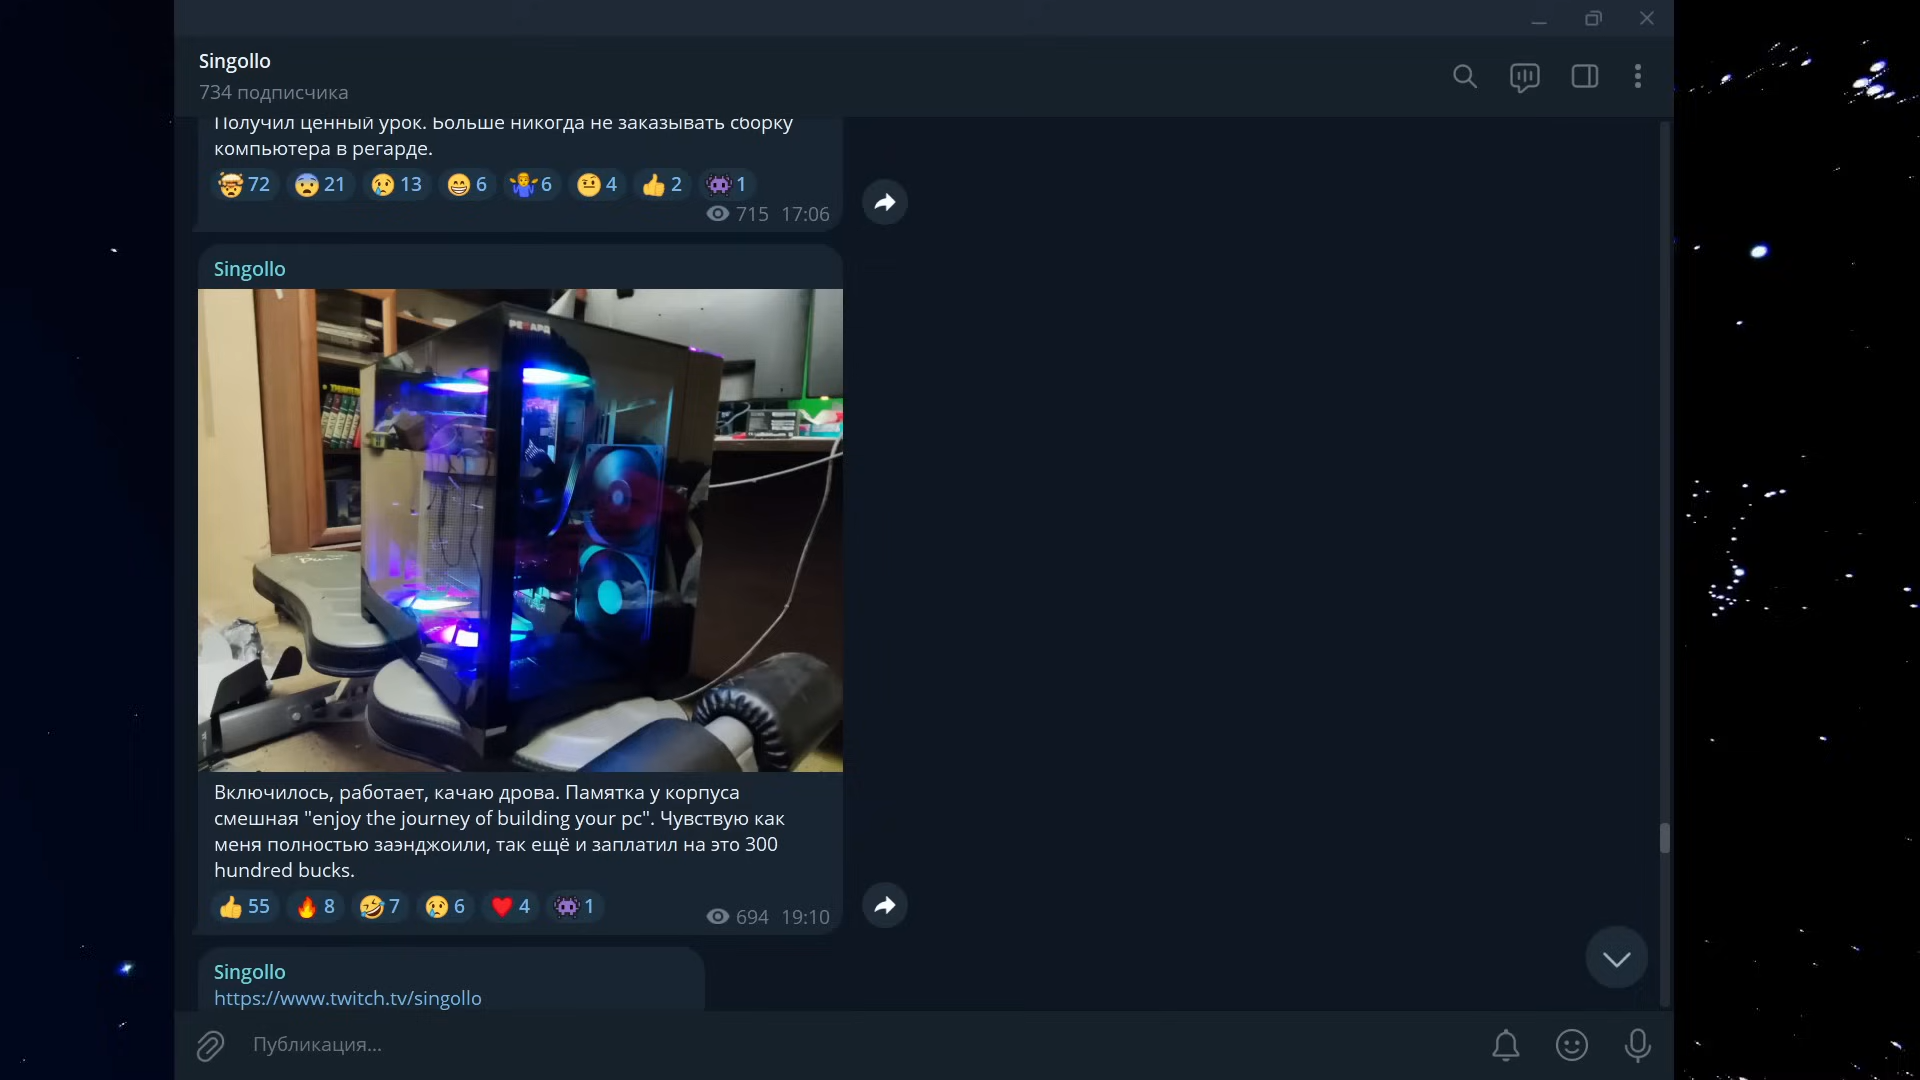 Singollo
734 подписчика
Получил ценный урок. Больше никогда не заказывать сборку
компьютера в регарде.
72 21 13 6 6 4 2 1
715 17:06
Singollo
РЕГАРД
Включилось, работает, качаю дрова. Памятка у корпуса
смешная "enjoy the journey of building your pc". Чувствую как
меня полностью заэнджоили, так ещё и заплатил на это 300
hundred bucks.
55 8 7 6 4 1
694 19:10
Singollo
https://www.twitch.tv/singollo
Публикация...